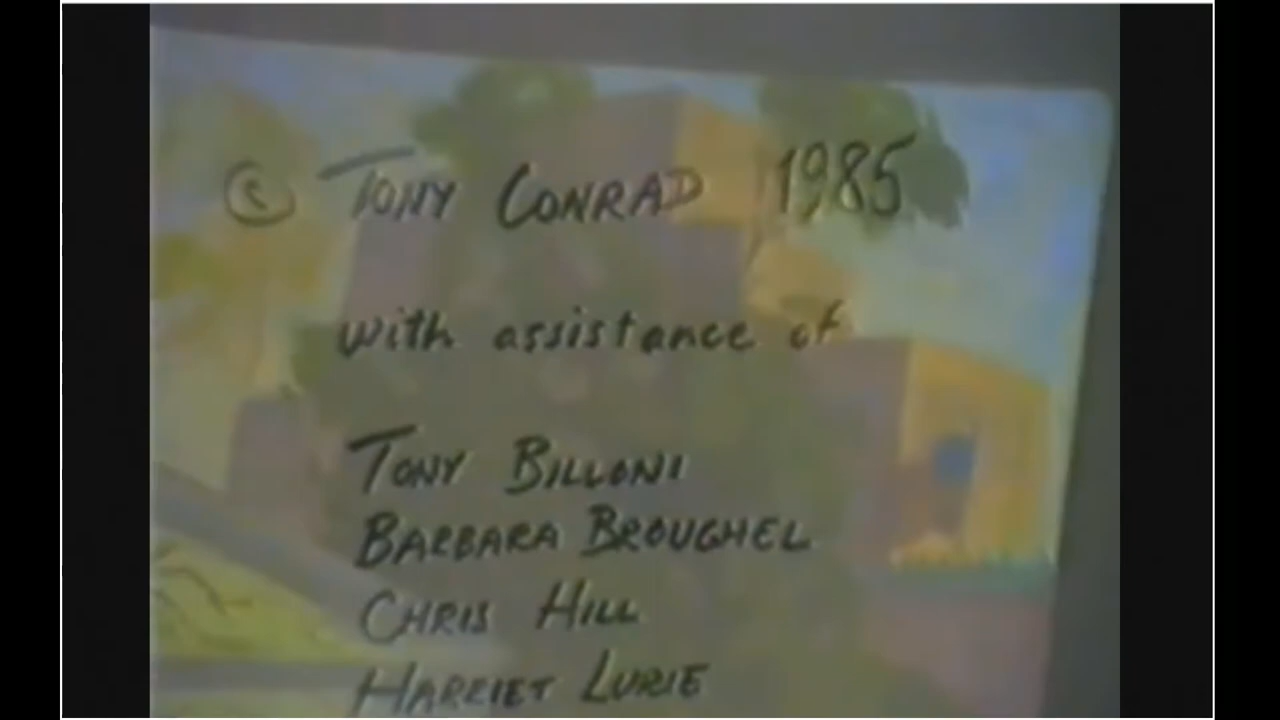 © TONY CONRAD 1985
with assistance of
TONY BILLONI
BARBARA BROUGHEL
CHRIS HILL
HARRIET LURIE